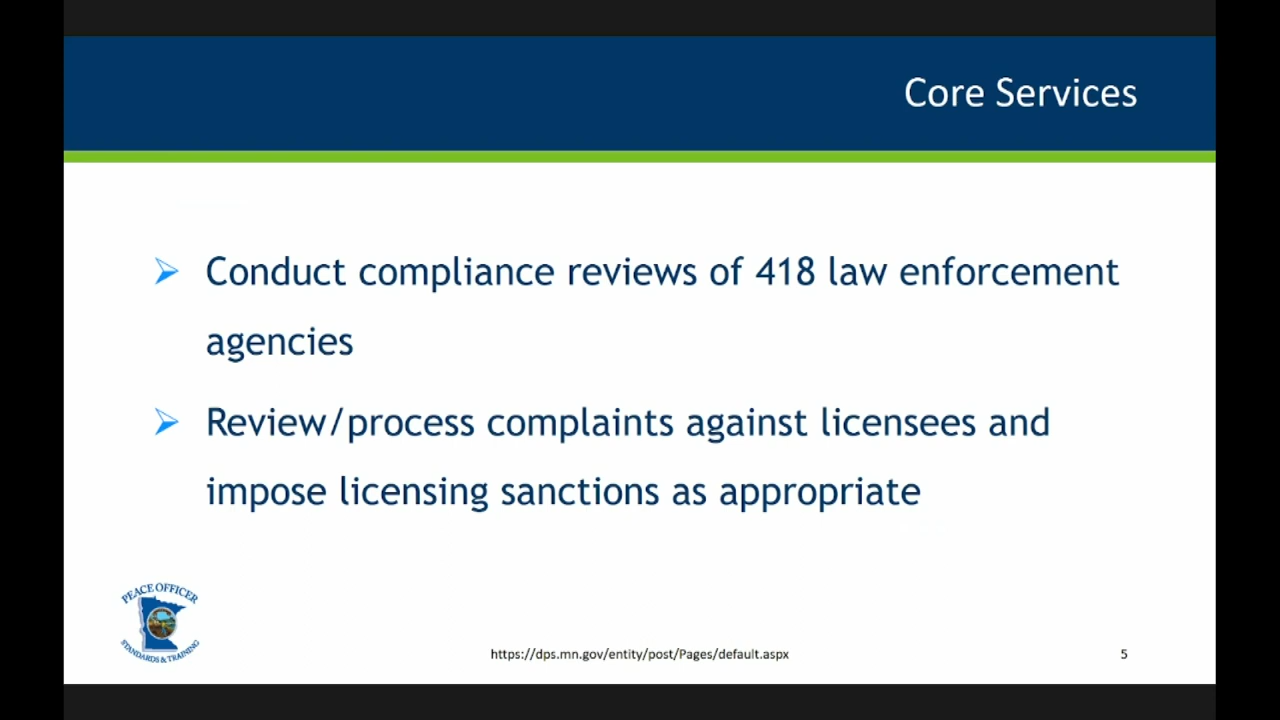 Core Services
Conduct compliance reviews of 418 law enforcement
agencies
Review/process complaints against licensees and
impose licensing sanctions as appropriate
PEACE OFFICER
STANDARDS & TRAINING
https://dps.mn.gov/entity/post/Pages/default.aspx
5